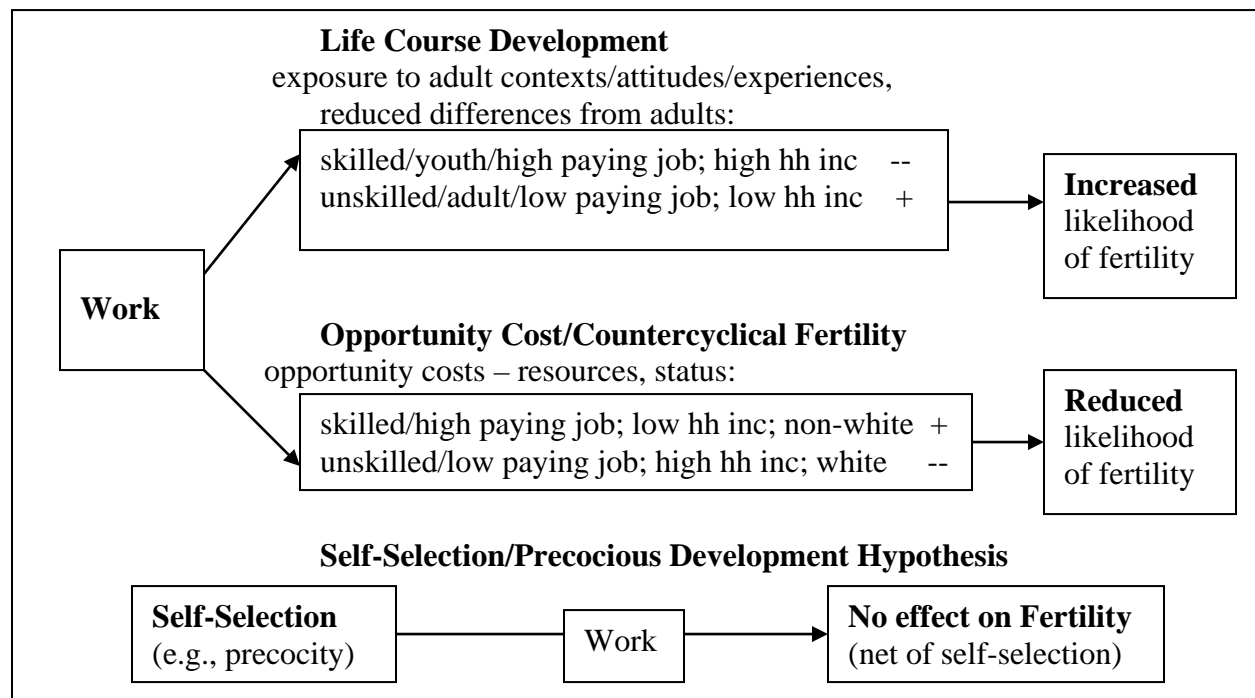 Life Course Development
exposure to adult contexts/attitudes/experiences,
reduced differences from adults:
skilled/youth/high paying job; high hh inc --
unskilled/adult/low paying job; low hh inc +
Increased
likelihood
of fertility
Work
Opportunity Cost/Countercyclical Fertility
opportunity costs – resources, status:
skilled/high paying job; low hh inc; non-white +
unskilled/low paying job; high hh inc; white --
Reduced
likelihood
of fertility
Self-Selection/Precocious Development Hypothesis
Self-Selection
(e.g., precocity)
Work
No effect on Fertility
(net of self-selection)